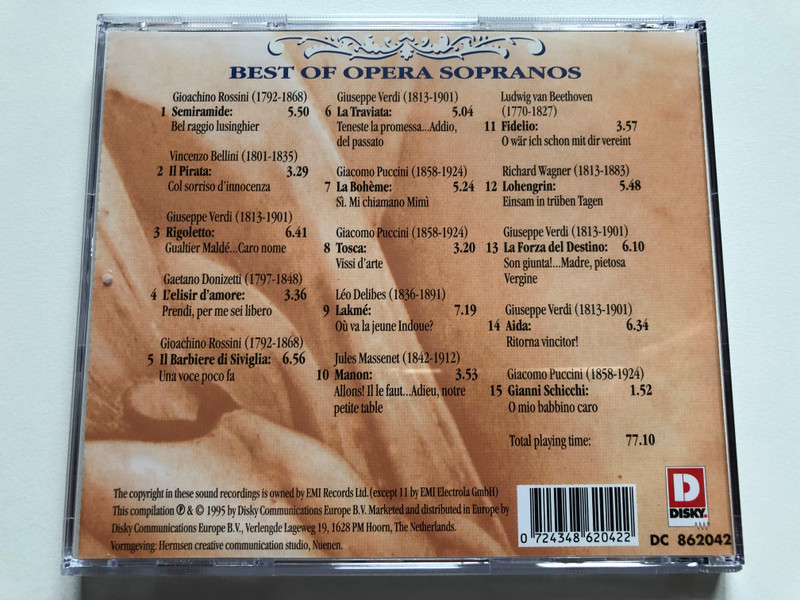 BEST OF OPERA SOPRANOS
Gioachino Rossini (1792-1868)
1 Semiramide: 5.50
Bel raggio lusinghier
Vincenzo Bellini (1801-1835)
2 Il Pirata: 3.29
Col sorriso d'innocenza
Giuseppe Verdi (1813-1901)
3 Rigoletto: 6.41
Gualtier Maldé...Caro nome
Gaetano Donizetti (1797-1848)
4 L'elisir d'amore: 3.36
Prendi, per me sei libero
Gioachino Rossini (1792-1868)
5 Il Barbiere di Siviglia: 6.56
Una voce poco fa
Giuseppe Verdi (1813-1901)
6 La Traviata: 5.04
Teneste la promessa...Addio,
del passato
Giacomo Puccini (1858-1924)
7 La Bohème: 5.24
Sì. Mi chiamano Mimì
Giacomo Puccini (1858-1924)
8 Tosca: 3.20
Vissi d'arte
Léo Delibes (1836-1891)
9 Lakmé: 7.19
Où va la jeune Indoue?
Jules Massenet (1842-1912)
10 Manon: 3.53
Allons! Il le faut...Adieu, notre
petite table
Ludwig van Beethoven
(1770-1827)
11 Fidelio: 3.57
O wär ich schon mit dir vereint
Richard Wagner (1813-1883)
12 Lohengrin: 5.48
Einsam in trüben Tagen
Giuseppe Verdi (1813-1901)
13 La Forza del Destino: 6.10
Son giunta!...Madre, pietosa
Vergine
Giuseppe Verdi (1813-1901)
14 Aida: 6.34
Ritorna vincitor!
Giacomo Puccini (1858-1924)
15 Gianni Schicchi: 1.52
O mio babbino caro
Total playing time: 77.10
The copyright in these sound recordings is owned by EMI Records Ltd. (except 11 by EMI Electrola GmbH)
This compilation ℗ & © 1995 by Disky Communications Europe B.V. Marketed and distributed in Europe by
Disky Communications Europe B.V., Verlengde Lageweg 19, 1628 PM Hoorn, The Netherlands.
Vormgeving: Hermsen creative communication studio, Nuenen.
0 724348 620422
D
DISKY
DC 862042